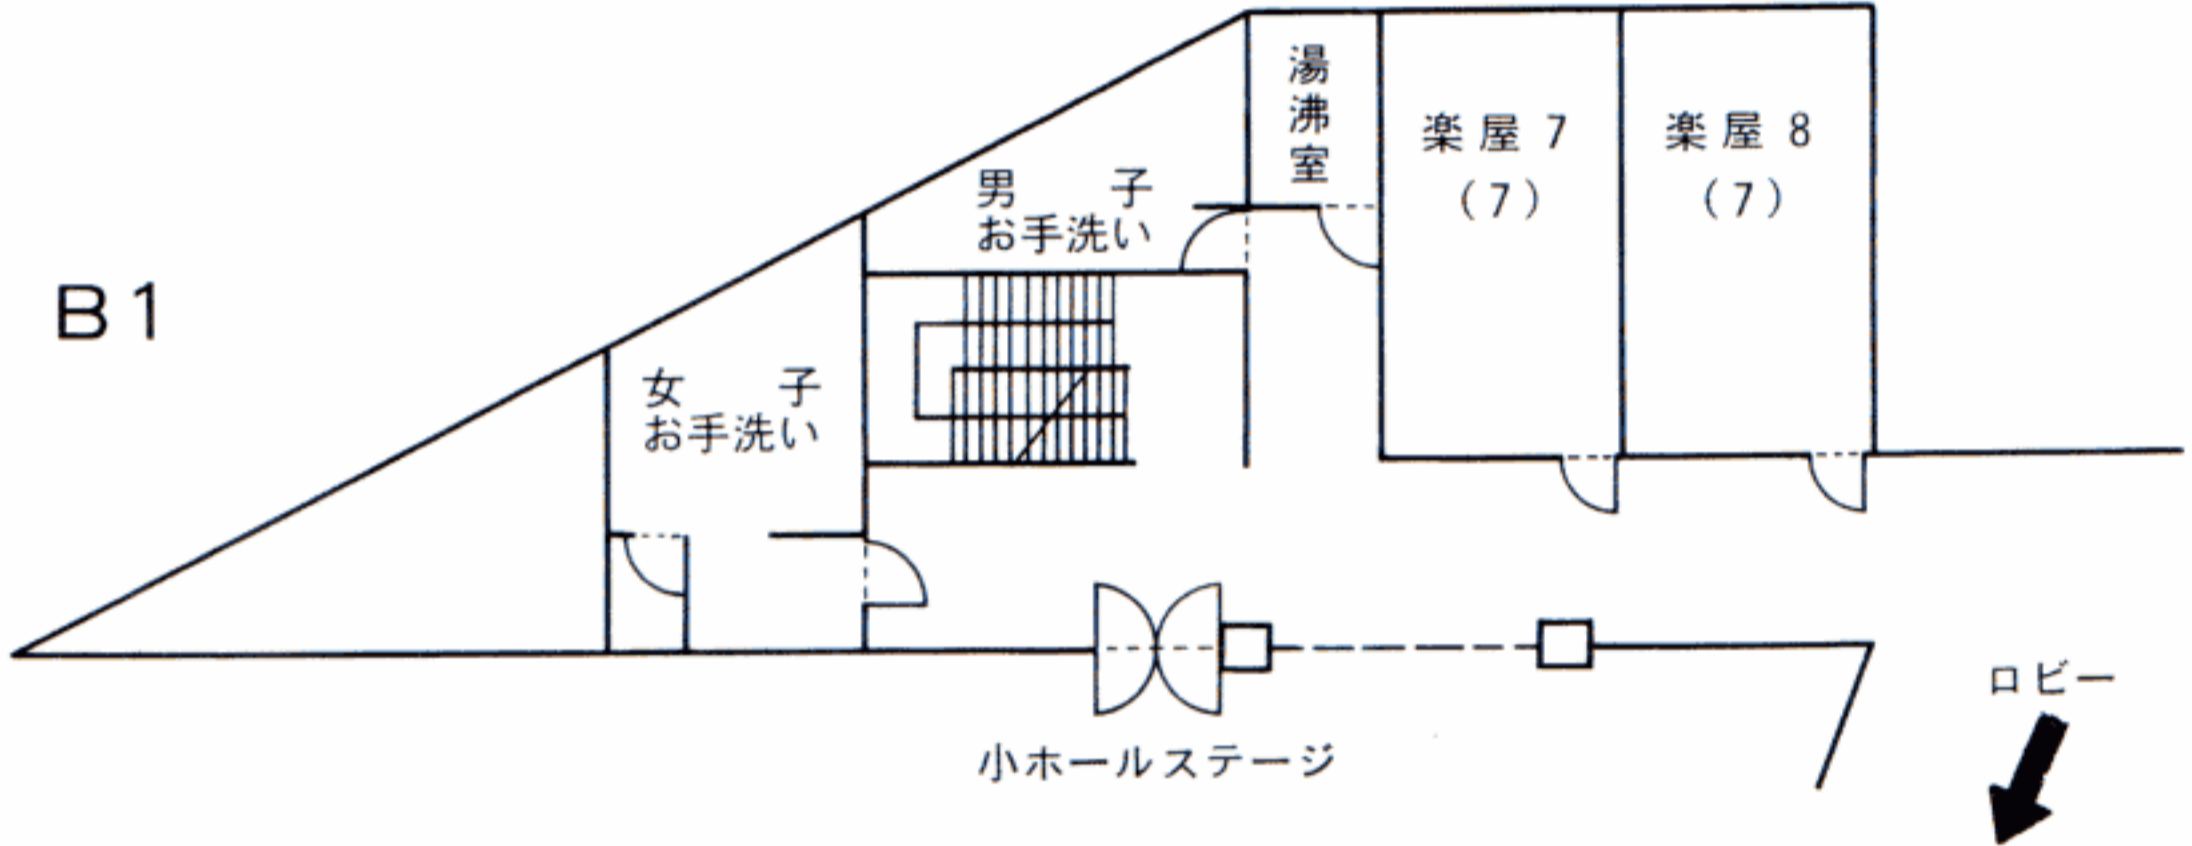 B1
湯沸室
楽屋 7
(7)
楽屋 8
(7)
男 子
お手洗い
女 子
お手洗い
小ホールステージ
ロビー